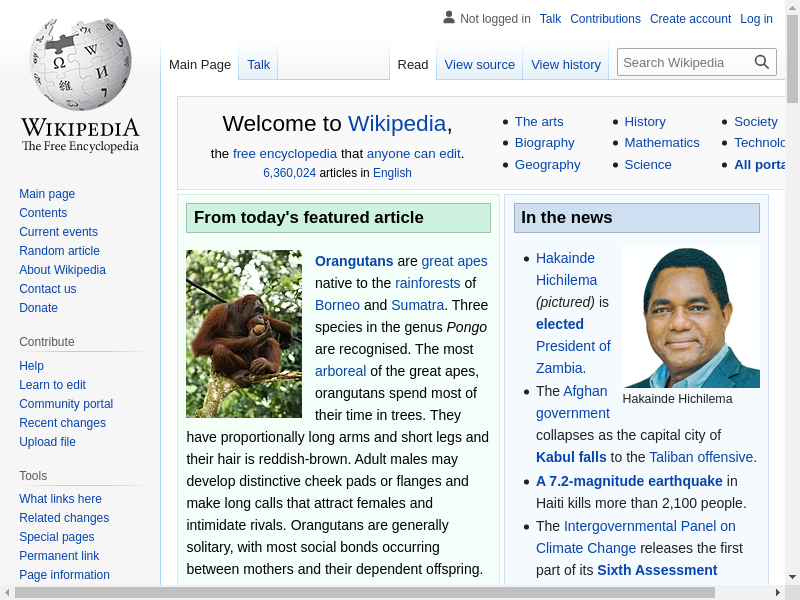 Not logged in Talk Contributions Create account Log in
Main Page Talk Read View source View history Search Wikipedia
WIKIPEDIA
The Free Encyclopedia
Main page
Contents
Current events
Random article
About Wikipedia
Contact us
Donate
Contribute
Help
Learn to edit
Community portal
Recent changes
Upload file
Tools
What links here
Related changes
Special pages
Permanent link
Page information
Welcome to Wikipedia,
the free encyclopedia that anyone can edit.
6,360,024 articles in English
The arts
Biography
Geography
History
Mathematics
Science
Society
Technolo
All porta
From today's featured article
Orangutans are great apes
native to the rainforests of
Borneo and Sumatra. Three
species in the genus Pongo
are recognised. The most
arboreal of the great apes,
orangutans spend most of
their time in trees. They
have proportionally long arms and short legs and
their hair is reddish-brown. Adult males may
develop distinctive cheek pads or flanges and
make long calls that attract females and
intimidate rivals. Orangutans are generally
solitary, with most social bonds occurring
between mothers and their dependent offspring.
In the news
Hakainde
Hichilema
(pictured) is
elected
President of
Zambia.
Hakainde Hichilema
The Afghan
government
collapses as the capital city of
Kabul falls to the Taliban offensive.
A 7.2-magnitude earthquake in
Haiti kills more than 2,100 people.
The Intergovernmental Panel on
Climate Change releases the first
part of its Sixth Assessment